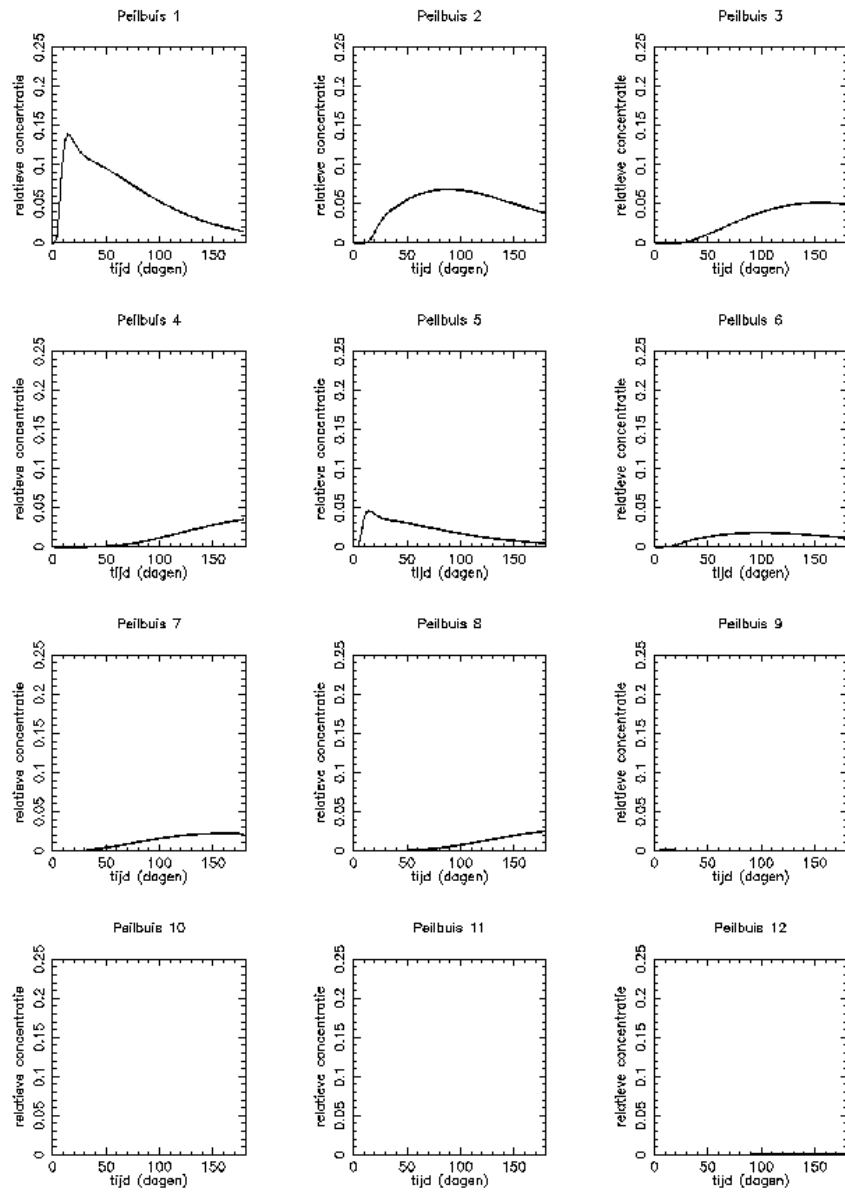 Peilbuis 1
relatieve concentratie
0 0.05 0.1 0.15 0.2 0.25
0 50 100 150
tijd (dagen)
Peilbuis 2
relatieve concentratie
0 0.05 0.1 0.15 0.2 0.25
0 50 100 150
tijd (dagen)
Peilbuis 3
relatieve concentratie
0 0.05 0.1 0.15 0.2 0.25
0 50 100 150
tijd (dagen)
Peilbuis 4
relatieve concentratie
0 0.05 0.1 0.15 0.2 0.25
0 50 100 150
tijd (dagen)
Peilbuis 5
relatieve concentratie
0 0.05 0.1 0.15 0.2 0.25
0 50 100 150
tijd (dagen)
Peilbuis 6
relatieve concentratie
0 0.05 0.1 0.15 0.2 0.25
0 50 100 150
tijd (dagen)
Peilbuis 7
relatieve concentratie
0 0.05 0.1 0.15 0.2 0.25
0 50 100 150
tijd (dagen)
Peilbuis 8
relatieve concentratie
0 0.05 0.1 0.15 0.2 0.25
0 50 100 150
tijd (dagen)
Peilbuis 9
relatieve concentratie
0 0.05 0.1 0.15 0.2 0.25
0 50 100 150
tijd (dagen)
Peilbuis 10
relatieve concentratie
0 0.05 0.1 0.15 0.2 0.25
0 50 100 150
tijd (dagen)
Peilbuis 11
relatieve concentratie
0 0.05 0.1 0.15 0.2 0.25
0 50 100 150
tijd (dagen)
Peilbuis 12
relatieve concentratie
0 0.05 0.1 0.15 0.2 0.25
0 50 100 150
tijd (dagen)